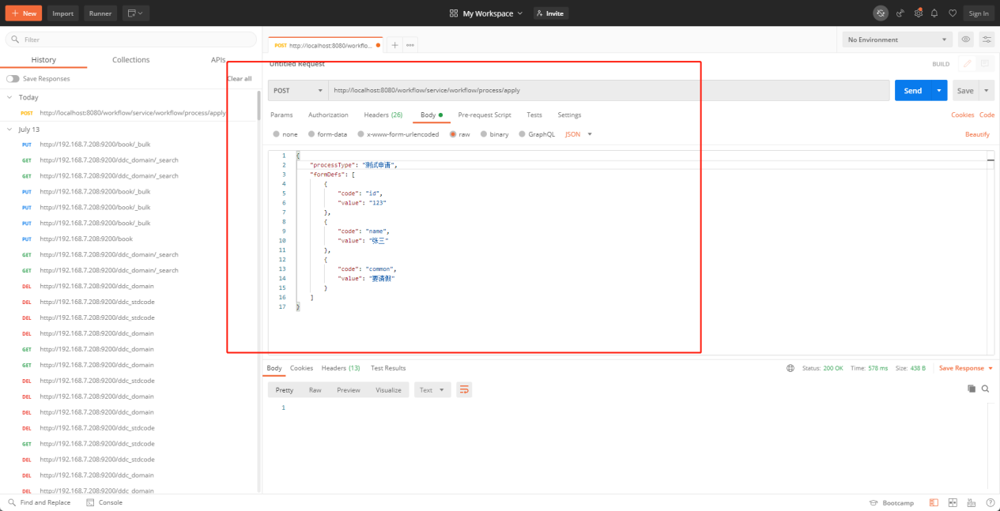 New
Import
Runner
My Workspace
Invite
Sign In
Filter
History
Collections
APIs
Save Responses
Clear all
Today
POST http://localhost:8080/workflow/service/workflow/process/apply
July 13
PUT http://192.168.7.208:9200/book/_bulk
GET http://192.168.7.208:9200/ddc_domain/_search
GET http://192.168.7.208:9200/ddc_domain/_search
PUT http://192.168.7.208:9200/book/_bulk
PUT http://192.168.7.208:9200/book/_bulk
PUT http://192.168.7.208:9200/book/_bulk
PUT http://192.168.7.208:9200/book
GET http://192.168.7.208:9200/ddc_domain/_search
GET http://192.168.7.208:9200/ddc_domain/_search
DEL http://192.168.7.208:9200/ddc_domain
DEL http://192.168.7.208:9200/ddc_stdcode
DEL http://192.168.7.208:9200/ddc_stdcode
DEL http://192.168.7.208:9200/ddc_domain
GET http://192.168.7.208:9200/ddc_domain
GET http://192.168.7.208:9200/ddc_domain
DEL http://192.168.7.208:9200/ddc_stdcode
DEL http://192.168.7.208:9200/ddc_domain
DEL http://192.168.7.208:9200/ddc_domain
DEL http://192.168.7.208:9200/ddc_stdcode
GET http://192.168.7.208:9200/ddc_stdcode
DEL http://192.168.7.208:9200/ddc_stdcode
DEL http://192.168.7.208:9200/ddc_domain
DEL http://192.168.7.208:9200/ddc_domain
POST http://localhost:8080/workflo...
No Environment
Untitled Request
BUILD
POST
http://localhost:8080/workflow/service/workflow/process/apply
Send
Save
Params
Authorization
Headers (26)
Body
Pre-request Script
Tests
Settings
Cookies
Code
none
form-data
x-www-form-urlencoded
raw
binary
GraphQL
JSON
Beautify
1 {
2 "processType": "测试申请",
3 "formDefs": [
4 {
5 "code": "id",
6 "value": "123"
7 },
8 {
9 "code": "name",
10 "value": "张三"
11 },
12 {
13 "code": "common",
14 "value": "要请假"
15 }
16 ]
17 }
Body
Cookies
Headers (13)
Test Results
Status: 200 OK
Time: 578 ms
Size: 438 B
Save Response
Pretty
Raw
Preview
Visualize
Text
1
Find and Replace
Console
Bootcamp